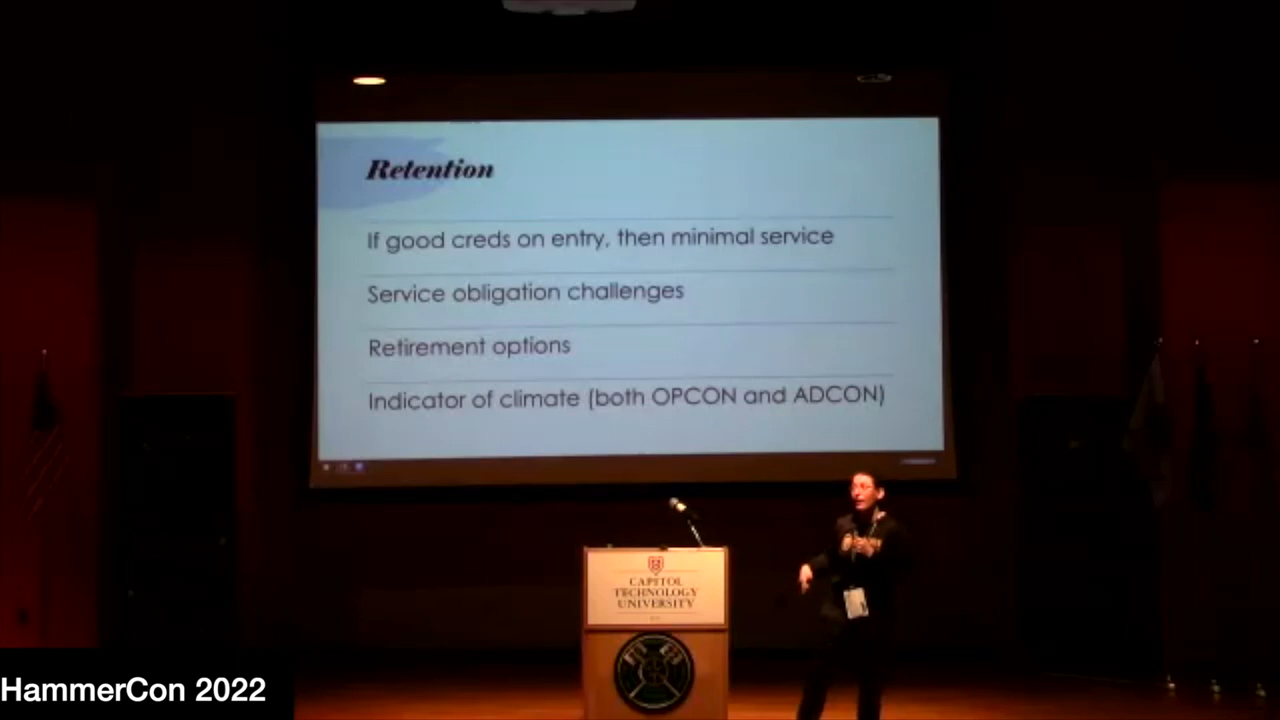 Retention
If good creds on entry, then minimal service
Service obligation challenges
Retirement options
Indicator of climate (both OPCON and ADCON)
CAPITOL
TECHNOLOGY
UNIVERSITY
HammerCon 2022